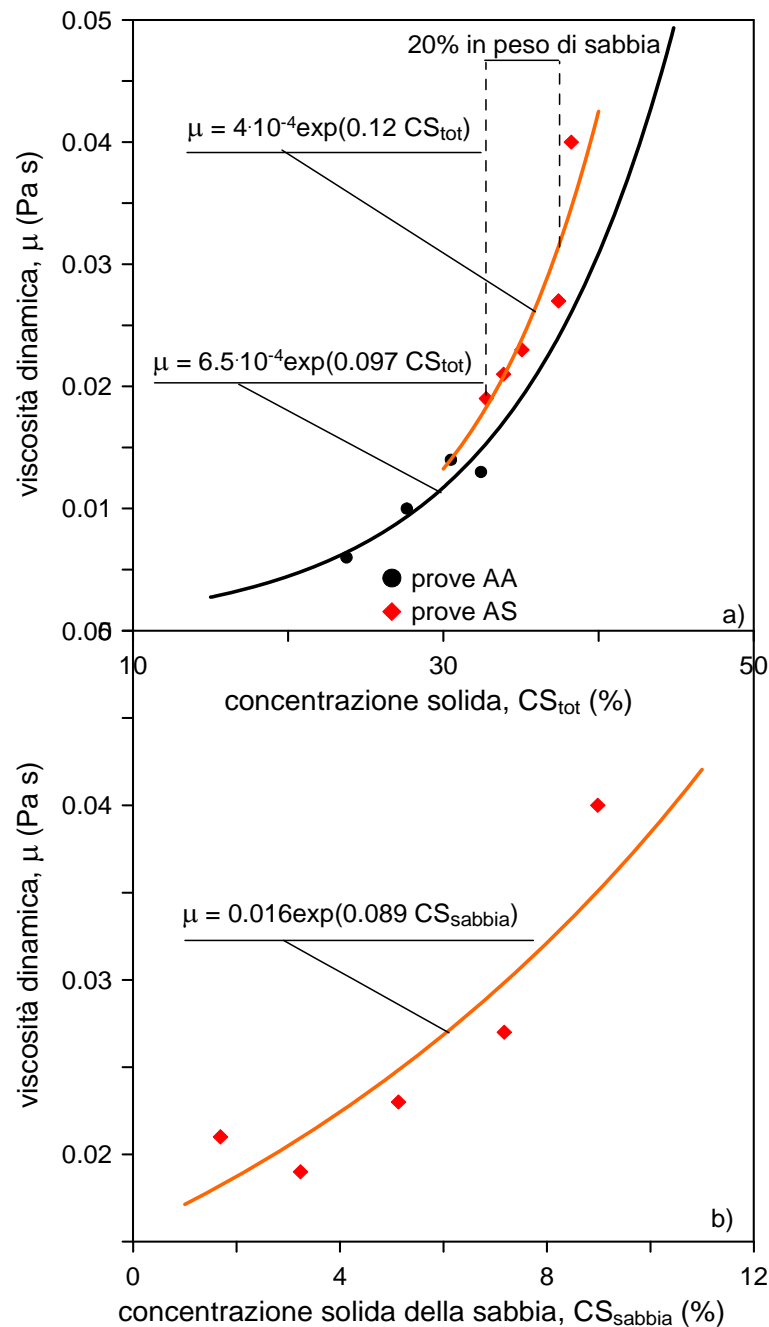 0.05
20% in peso di sabbia
μ = 4·10-4exp(0.12 CStot)
0.04
viscosità dinamica, μ (Pa s)
0.03
μ = 6.5·10-4exp(0.097 CStot)
0.02
0.01
prove AA
prove AS
a)
10 30 50
concentrazione solida, CStot (%)
viscosità dinamica, μ (Pa s)
0.04
μ = 0.016exp(0.089 CSsabbia)
0.03
0.02
b)
0 4 8 12
concentrazione solida della sabbia, CSsabbia (%)